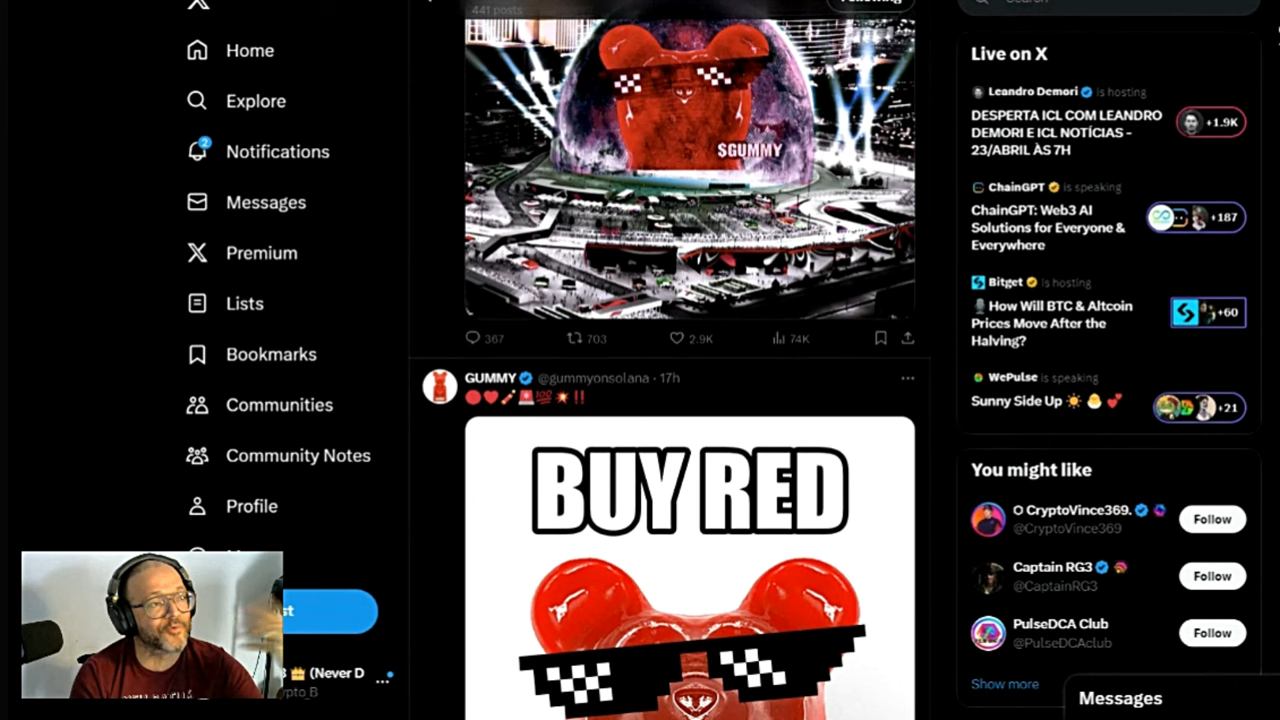 Home
Explore
2
Notifications
Messages
Premium
Lists
Bookmarks
Communities
Community Notes
Profile
st
(Never D
441 posts
Following
$GUMMY
367
703
2.9K
74K
GUMMY @gummyonsolana · 17h
💯 ‼
BUY RED
Search
Live on X
Leandro Demori is hosting
DESPERTA ICL COM LEANDRO
DEMORI E ICL NOTÍCIAS -
23/ABRIL ÀS 7H
+1.9K
ChainGPT is speaking
ChainGPT: Web3 AI
Solutions for Everyone &
Everywhere
+187
Bitget is hosting
How Will BTC & Altcoin
Prices Move After the
Halving?
+60
WePulse is speaking
Sunny Side Up
+21
You might like
O CryptoVince369.
@CryptoVince369
Follow
Captain RG3
@CaptainRG3
Follow
PulseDCA Club
@PulseDCAclub
Follow
Show more
Messages